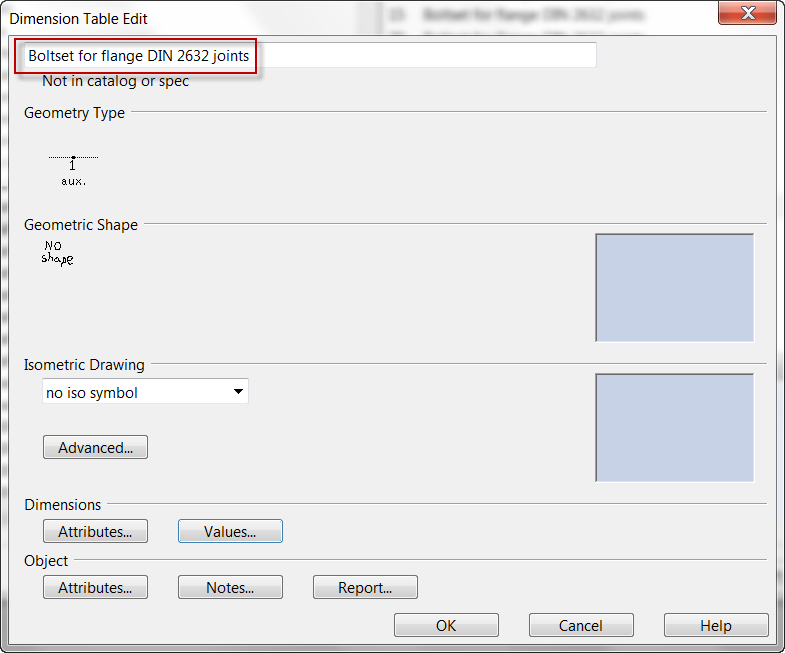 Dimension Table Edit
Boltset for flange DIN 2632 joints
Not in catalog or spec
Geometry Type
1
aux.
Geometric Shape
NO
shape
Isometric Drawing
no iso symbol
Advanced...
Dimensions
Attributes... Values...
Object
Attributes... Notes... Report...
OK Cancel Help